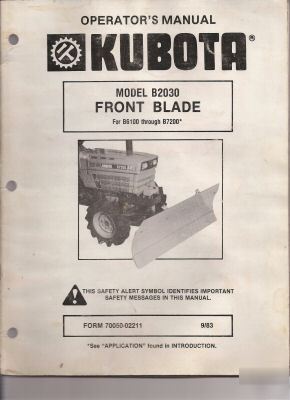 OPERATOR'S MANUAL
KUBOTA®
MODEL B2030
FRONT BLADE
For B6100 through B7200*
THIS SAFETY ALERT SYMBOL IDENTIFIES IMPORTANT
SAFETY MESSAGES IN THIS MANUAL.
FORM 70050-02211 9/83
*See "APPLICATION" found in INTRODUCTION.